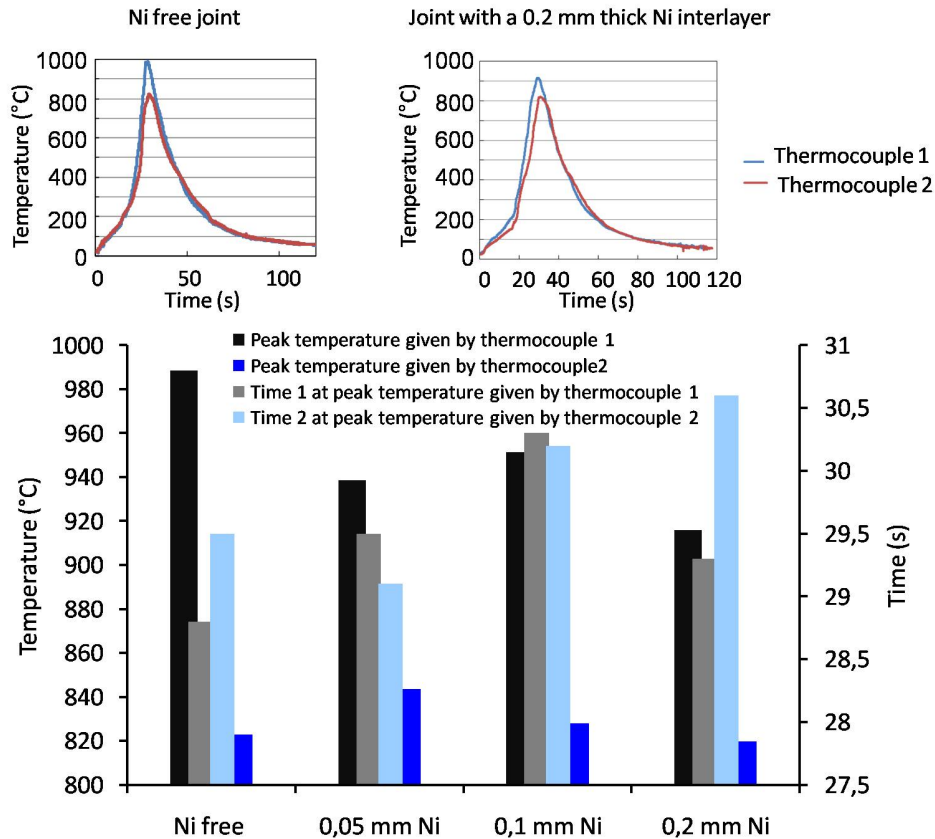 Ni free joint
Joint with a 0.2 mm thick Ni interlayer
1000
800
600
400
200
0
Temperature (°C)
0 50 100
Time (s)
1000
800
600
400
200
0
Temperature (°C)
0 20 40 60 80 100 120
Time (s)
Thermocouple 1
Thermocouple 2
Peak temperature given by thermocouple 1
Peak temperature given by thermocouple2
Time 1 at peak temperature given by thermocouple 1
Time 2 at peak temperature given by thermocouple 2
1000
980
960
940
920
900
880
860
840
820
800
Temperature (°C)
31
30,5
30
29,5
29
28,5
28
27,5
Time (s)
Ni free 0,05 mm Ni 0,1 mm Ni 0,2 mm Ni